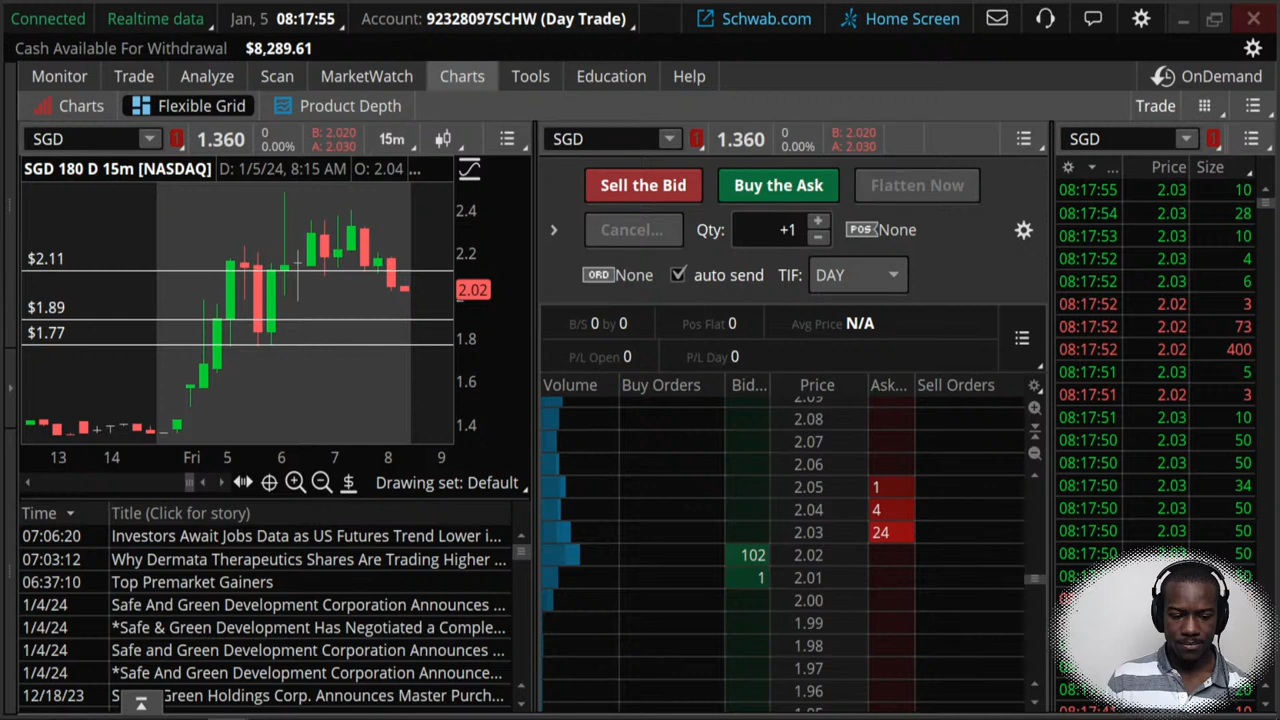 Connected Realtime data Jan, 5 08:17:55 Account: 92328097SCHW (Day Trade) Schwab.com Home Screen
Cash Available For Withdrawal $8,289.61
Monitor Trade Analyze Scan MarketWatch Charts Tools Education Help OnDemand
Charts Flexible Grid Product Depth Trade
SGD 1 1.360 0 0.00% B: 2.020 A: 2.030 15m
SGD 180 D 15m [NASDAQ] D: 1/5/24, 8:15 AM O: 2.04 ...
2.4
2.2
2.02
1.8
1.6
1.4
$2.11
$1.89
$1.77
13 14 Fri 5 6 7 8 9
Drawing set: Default
Time Title (Click for story)
07:06:20 Investors Await Jobs Data as US Futures Trend Lower i...
07:03:12 Why Dermata Therapeutics Shares Are Trading Higher ...
06:37:10 Top Premarket Gainers
1/4/24 Safe And Green Development Corporation Announces ...
1/4/24 *Safe & Green Development Has Negotiated a Comple...
1/4/24 Safe and Green Development Corporation Announces ...
1/4/24 *Safe And Green Development Corporation Announces ...
12/18/23 Green Holdings Corp. Announces Master Purch...
SGD 1 1.360 0 0.00% B: 2.020 A: 2.030
Sell the Bid Buy the Ask Flatten Now
Cancel... Qty: +1 POS None
ORD None auto send TIF: DAY
B/S 0 by 0 Pos Flat 0 Avg Price N/A
P/L Open 0 P/L Day 0
Volume Buy Orders Bid... Price Ask... Sell Orders
2.09
2.08
2.07
2.06
2.05 1
2.04 4
2.03 24
102 2.02
1 2.01
2.00
1.99
1.98
1.97
1.96
SGD 1
... Price Size
08:17:55 2.03 10
08:17:54 2.03 28
08:17:53 2.03 10
08:17:52 2.03 4
08:17:52 2.03 6
08:17:52 2.02 3
08:17:52 2.02 73
08:17:52 2.02 400
08:17:51 2.03 5
08:17:51 2.02 3
08:17:51 2.03 10
08:17:50 2.03 50
08:17:50 2.03 50
08:17:50 2.03 34
08:17:50 2.03 50
08:17:50 2.03 50
08:17:50